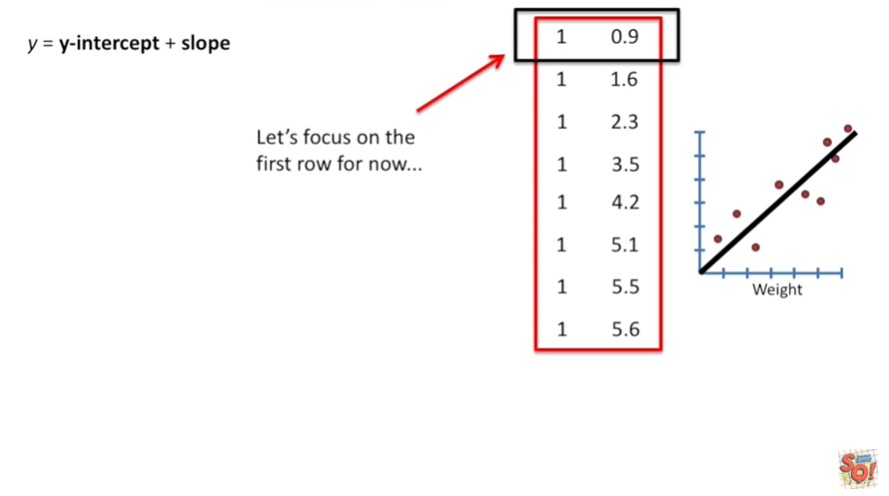 y = y-intercept + slope
1 0.9
1 1.6
Let's focus on the
first row for now...
1 2.3
1 3.5
1 4.2
1 5.1
1 5.5
1 5.6
Weight
SQ!